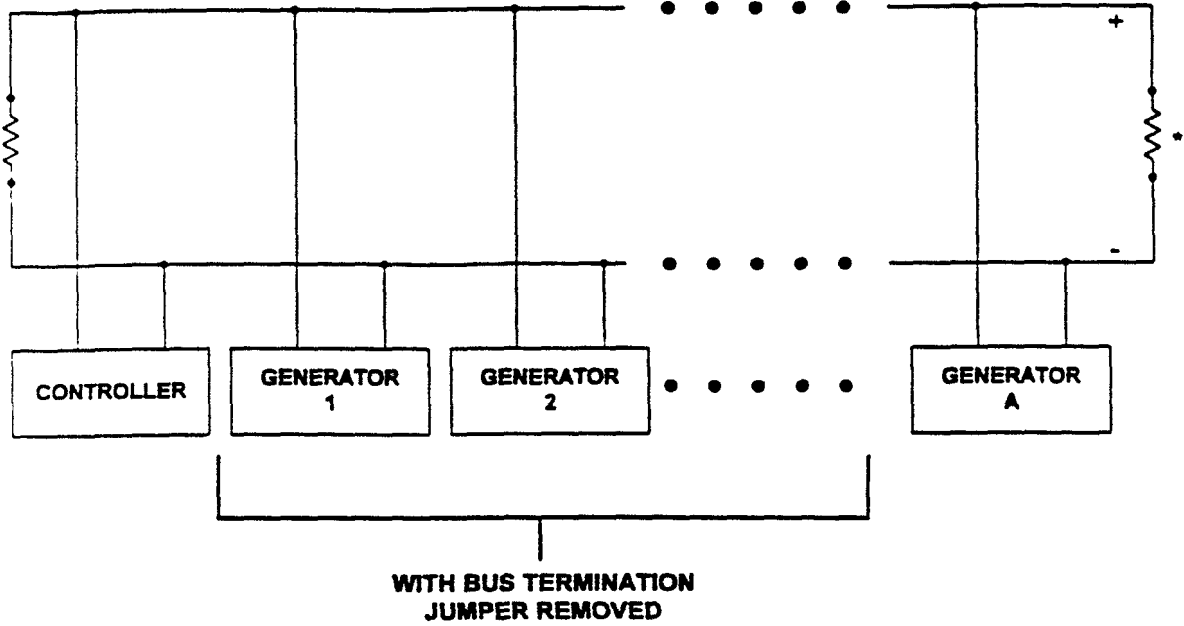 +
*
-
CONTROLLER
GENERATOR
1
GENERATOR
2
GENERATOR
A
WITH BUS TERMINATION
JUMPER REMOVED